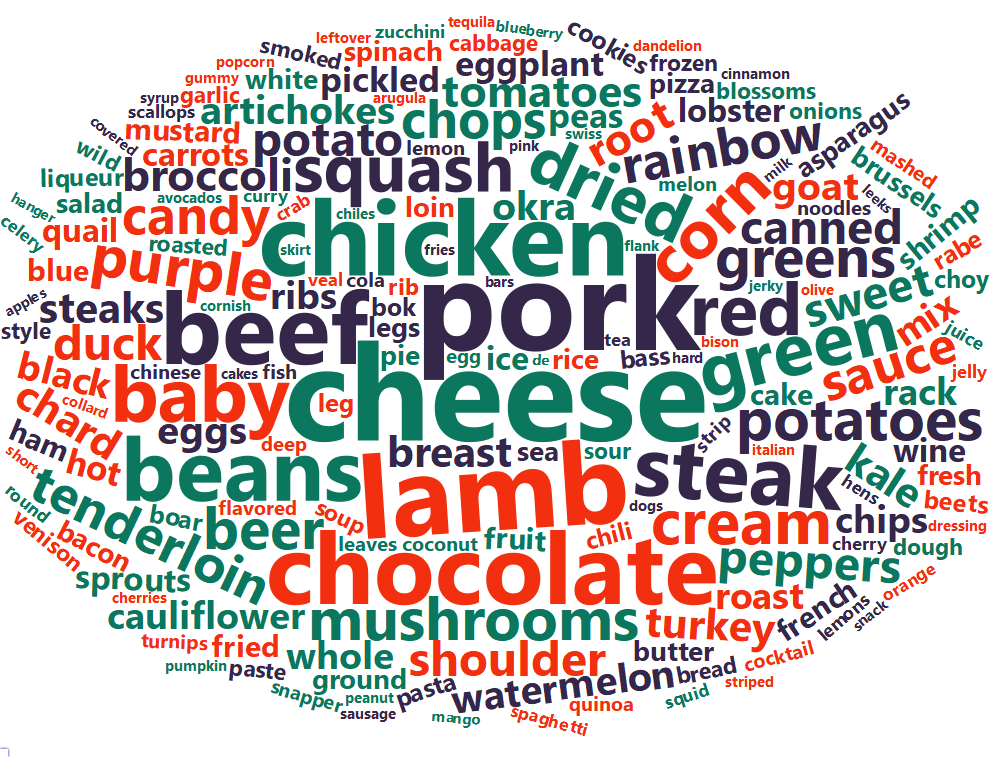 tequila
blueberry
cookies
leftover
zucchini
dandelion
cabbage
smoked
spinach
eggplant
frozen
popcorn
gummy
white
pickled
pizza
cinnamon
blossoms
syrup
garlic
arugula
tomatoes
scallops
artichokes
chops
peas
swiss
root
lobster
onions
asparagus
covered
mustard
potato
lemon
pink
rainbow
mashed
wild
carrots
broccoli
squash
dried
milk
brussels
liqueur
avocados
curry
melon
corn
goat
leeks
hanger
salad
candy
crab
chiles
loin
okra
noodles
shrimp
celery
quail
roasted
chicken
skirt
fries
flank
canned
rabe
blue
purple
veal
cola
rib
bars
pork
greens
jerky
olive
sweet
choy
apples
steaks
cornish
ribs
bok
red
mix
juice
style
duck
beef
legs
tea
bison
green
sauce
pie
egg
ice
de
rice
bass
hard
black
chinese
cakes
fish
jelly
collard
baby
cheese
leg
cake
rack
chard
eggs
deep
strip
potatoes
ham
hot
breast
sea
sour
italian
wine
short
beans
lamb
steak
kale
hens
fresh
round
tenderloin
boar
flavored
soup
dogs
beets
venison
bacon
beer
chili
cream
chips
dressing
leaves
coconut
fruit
cherry
dough
sprouts
chocolate
peppers
orange
cherries
cauliflower
mushrooms
roast
french
lemons
snack
turkey
turnips
fried
whole
shoulder
butter
cocktail
pumpkin
paste
ground
pasta
watermelon
bread
striped
snapper
peanut
sausage
mango
spaghetti
quinoa
squid